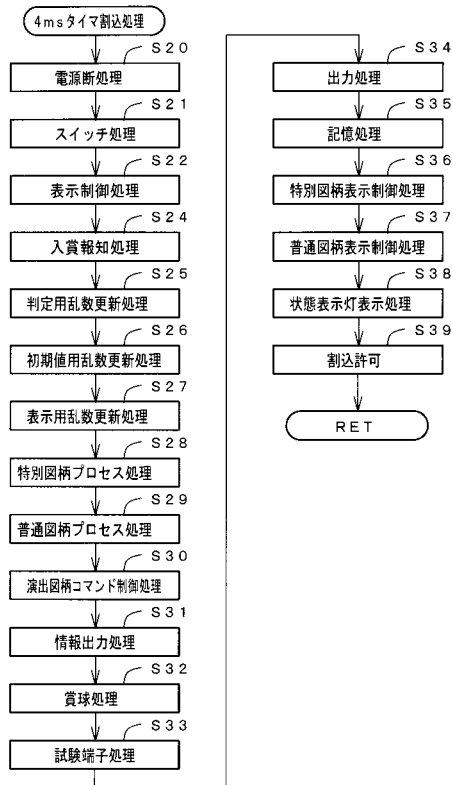 4msタイマ割込処理
S20
電源断処理
S21
スイッチ処理
S22
表示制御処理
S24
入賞報知処理
S25
判定用乱数更新処理
S26
初期値用乱数更新処理
S27
表示用乱数更新処理
S28
特別図柄プロセス処理
S29
普通図柄プロセス処理
S30
演出図柄コマンド制御処理
S31
情報出力処理
S32
賞球処理
S33
試験端子処理
S34
出力処理
S35
記憶処理
S36
特別図柄表示制御処理
S37
普通図柄表示制御処理
S38
状態表示灯表示処理
S39
割込許可
RET